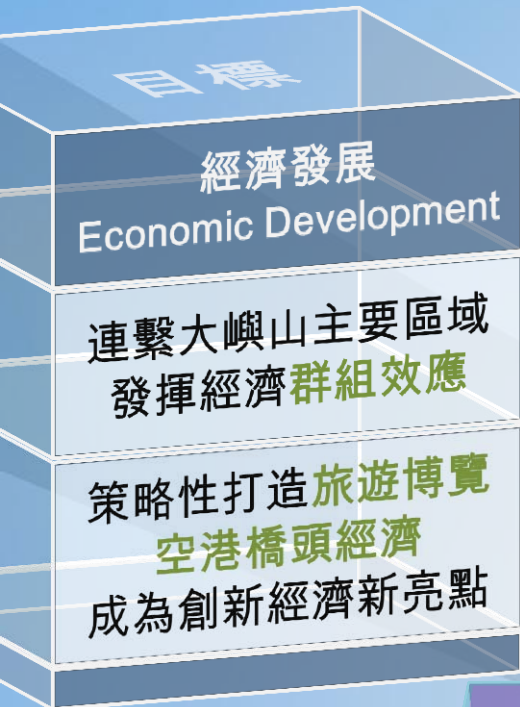 目標
經濟發展
Economic Development
連繫大嶼山主要區域
發揮經濟群組效應
策略性打造旅遊博覽
空港橋頭經濟
成為創新經濟新亮點